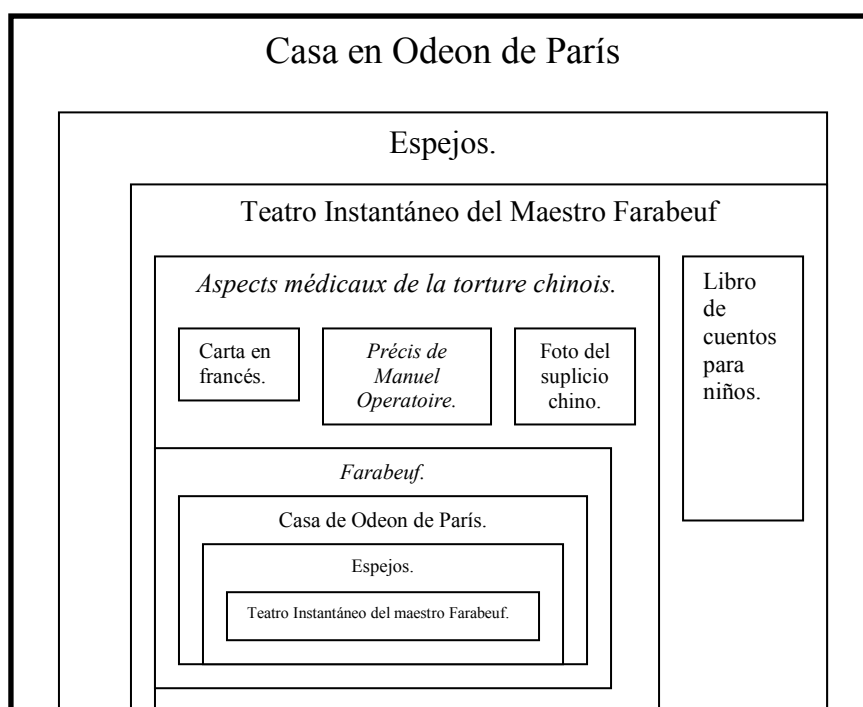 Casa en Odeon de París
Espejos.
Teatro Instantáneo del Maestro Farabeuf
Aspects médicaux de la torture chinois.
Carta en
francés.
Précis de
Manuel
Operatoire.
Foto del
suplicio
chino.
Libro
de
cuentos
para
niños.
Farabeuf.
Casa de Odeon de París.
Espejos.
Teatro Instantáneo del maestro Farabeuf.